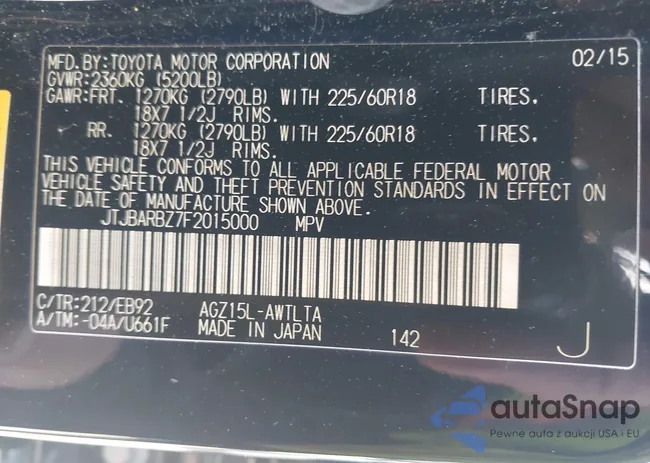 MFD.BY:TOYOTA MOTOR CORPORATION 02/15
GVWR:2360KG (5200LB)
GAWR:FRT. 1270KG (2790LB) WITH 225/60R18 TIRES.
18X7 1/2J RIMS.
RR. 1270KG (2790LB) WITH 225/60R18 TIRES.
18X7 1/2J RIMS.
THIS VEHICLE CONFORMS TO ALL APPLICABLE FEDERAL MOTOR
VEHICLE SAFETY AND THEFT PREVENTION STANDARDS IN EFFECT ON
THE DATE OF MANUFACTURE SHOWN ABOVE.
JTJBARBZ7F2015000 MPV
C/TR:212/EB92 AGZ15L-AWTLTA
A/TM:-04A/U661F MADE IN JAPAN 142 J
autaSnap
Pewne auta z aukcji USA i EU